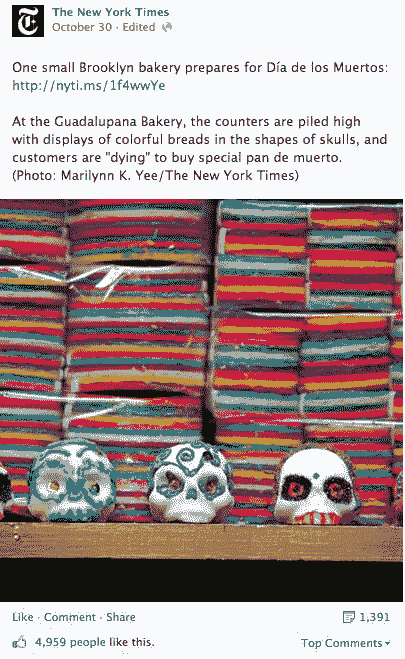 The New York Times
October 30 · Edited
One small Brooklyn bakery prepares for Día de los Muertos:
http://nyti.ms/1f4wwYe
At the Guadalupana Bakery, the counters are piled high
with displays of colorful breads in the shapes of skulls, and
customers are "dying" to buy special pan de muerto.
(Photo: Marilynn K. Yee/The New York Times)
Like · Comment · Share 1,391
4,959 people like this. Top Comments